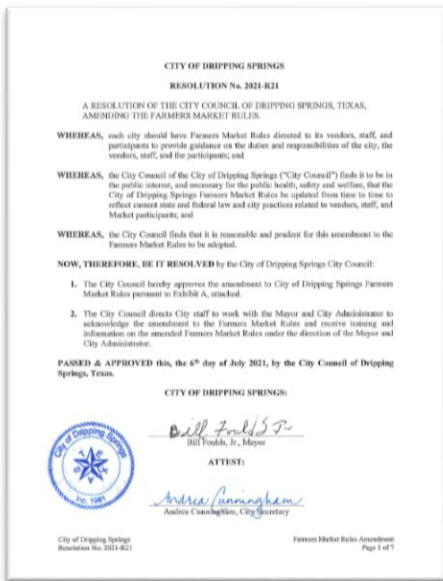 CITY OF DRIPPING SPRINGS
RESOLUTION No. 2021-R21
A RESOLUTION OF THE CITY COUNCIL OF DRIPPING SPRINGS, TEXAS,
AMENDING THE FARMERS MARKET RULES.
WHEREAS, each city should have Farmers Market Rules directed to its vendors, staff, and
participants to provide guidance on the duties and responsibilities of the city, the
vendors, staff, and the participants; and
WHEREAS, the City Council of the City of Dripping Springs ("City Council") finds it to be in
the public interest, and necessary for the public health, safety and welfare, that the
City of Dripping Springs Farmers Market Rules be updated from time to time to
reflect current state and federal law and city practices related to vendors, staff, and
Market participants; and
WHEREAS, the City Council finds that it is reasonable and prudent for this amendment to the
Farmers Market Rules to be adopted.
NOW, THEREFORE, BE IT RESOLVED by the City of Dripping Springs City Council:
1. The City Council hereby approves the amendment to City of Dripping Springs Farmers
Market Rules pursuant to Exhibit A, attached.
2. The City Council directs City staff to work with the Mayor and City Administrator to
acknowledge the amendment to the Farmers Market Rules and receive training and
information on the amended Farmers Market Rules under the direction of the Mayor and
City Administrator.
PASSED & APPROVED this, the 6th day of July 2021, by the City Council of Dripping
Springs, Texas.
CITY OF DRIPPING SPRINGS:
Bill Foulds Jr
Bill Foulds, Jr., Mayor
ATTEST:
Andrea Cunningham
Andrea Cunningham, City Secretary
City of Dripping Springs
Inc. 1981
City of Dripping Springs
Resolution No. 2021-R21
Farmers Market Rules Amendment
Page 1 of 7